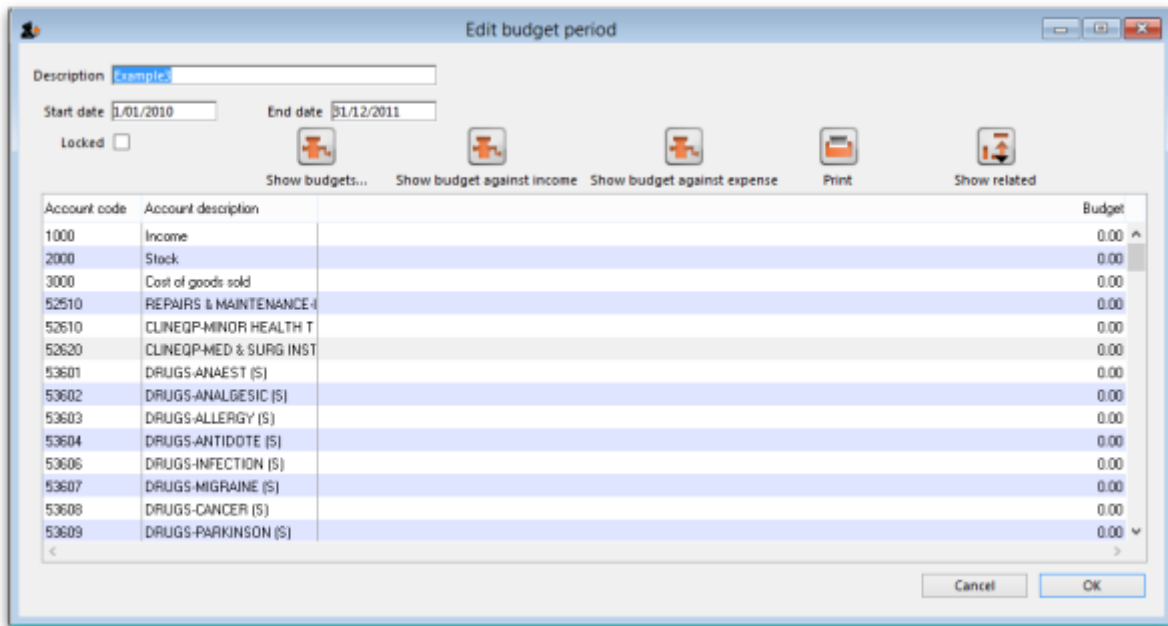 Edit budget period
Description Example3
Start date 1/01/2010 End date 31/12/2011
Locked
Show budgets... Show budget against income Show budget against expense Print Show related
Account code Account description Budget
1000 Income 0.00
2000 Stock 0.00
3000 Cost of goods sold 0.00
52510 REPAIRS & MAINTENANCE- 0.00
52610 CLINEQP-MINOR HEALTH T 0.00
52620 CLINEQP-MED & SURG INST 0.00
53601 DRUGS-ANAEST (S) 0.00
53602 DRUGS-ANALGESIC (S) 0.00
53603 DRUGS-ALLERGY (S) 0.00
53604 DRUGS-ANTIDOTE (S) 0.00
53606 DRUGS-INFECTION (S) 0.00
53607 DRUGS-MIGRAINE (S) 0.00
53608 DRUGS-CANCER (S) 0.00
53609 DRUGS-PARKINSON (S) 0.00
Cancel OK